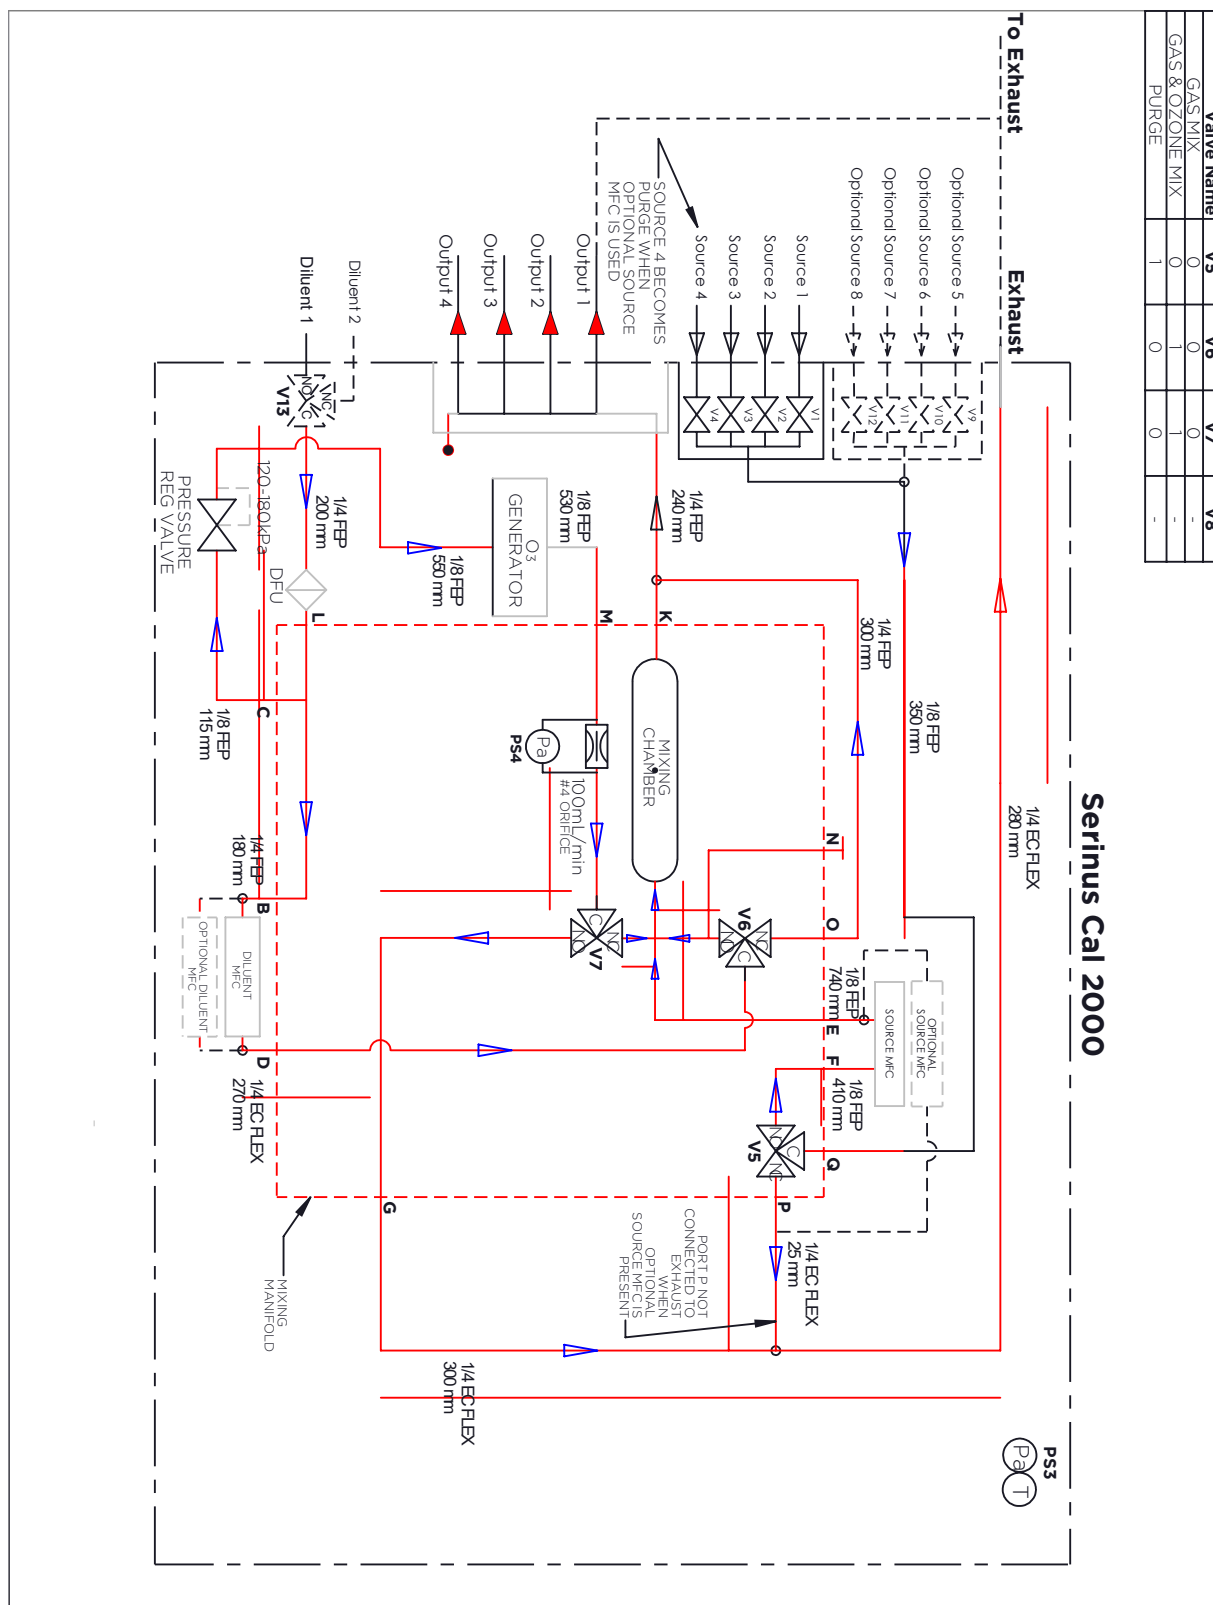 Valve Name V5 V6 V7 V8
GAS MIX 0 0 0 -
GAS & OZONE MIX 0 1 1 -
PURGE 1 0 0 -
Serinus Cal 2000
To Exhaust
Exhaust
Optional Source 5
Optional Source 6
Optional Source 7
Optional Source 8
Source 1
Source 2
Source 3
Source 4
SOURCE 4 BECOMES
PURGE WHEN
OPTIONAL SOURCE
MFC IS USED
Output 1
Output 2
Output 3
Output 4
Diluent 2
Diluent 1
V9
V10
V11
V12
V1
V2
V3
V4
NC
NO
C
V13
1/4 FEP
200 mm
120-180kPa
PRESSURE
REG VALVE
DFU
L
1/8 FEP
550 mm
O3
GENERATOR
1/8 FEP
530 mm
1/4 FEP
240 mm
M
K
1/4 FEP
300 mm
1/8 FEP
350 mm
1/4 EC FLEX
280 mm
C
1/8 FEP
115 mm
MIXING
CHAMBER
Pa
PS4
100mL/min
#4 ORIFICE
N
O
1/4 FEP
180 mm
B
DILUENT
MFC
OPTIONAL DILUENT
MFC
D
1/4 EC FLEX
270 mm
C
NO
NC
V7
V6
NC
NO
C
1/8 FEP
740 mm
E
F
SOURCE MFC
OPTIONAL
SOURCE MFC
1/8 FEP
410 mm
NO
C
NC
V5
Q
P
G
PORT P NOT
CONNECTED TO
EXHAUST
WHEN
OPTIONAL
SOURCE MFC IS
PRESENT
1/4 EC FLEX
25 mm
MIXING
MANIFOLD
1/4 EC FLEX
300 mm
PS3
Pa
T